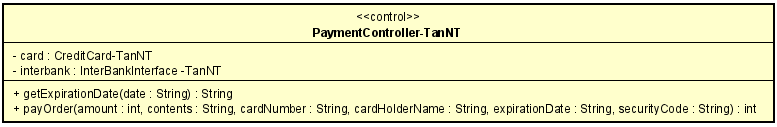 <<control>>
PaymentController-TanNT
- card : CreditCard-TanNT
- interbank : InterBankInterface -TanNT
+ getExpirationDate(date : String) : String
+ payOrder(amount : int, contents : String, cardNumber : String, cardHolderName : String, expirationDate : String, securityCode : String) : int